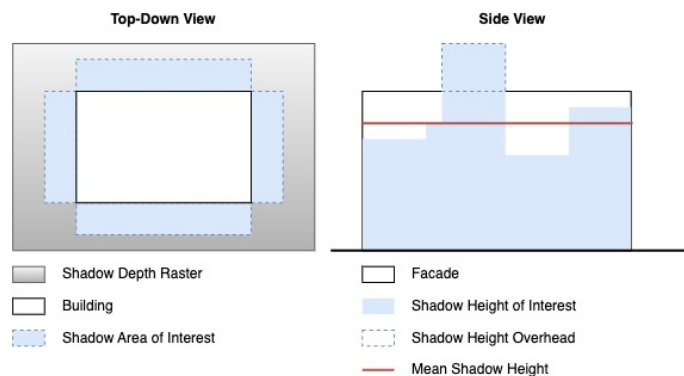 Top-Down View
Side View
Shadow Depth Raster
Building
Shadow Area of Interest
Facade
Shadow Height of Interest
Shadow Height Overhead
Mean Shadow Height